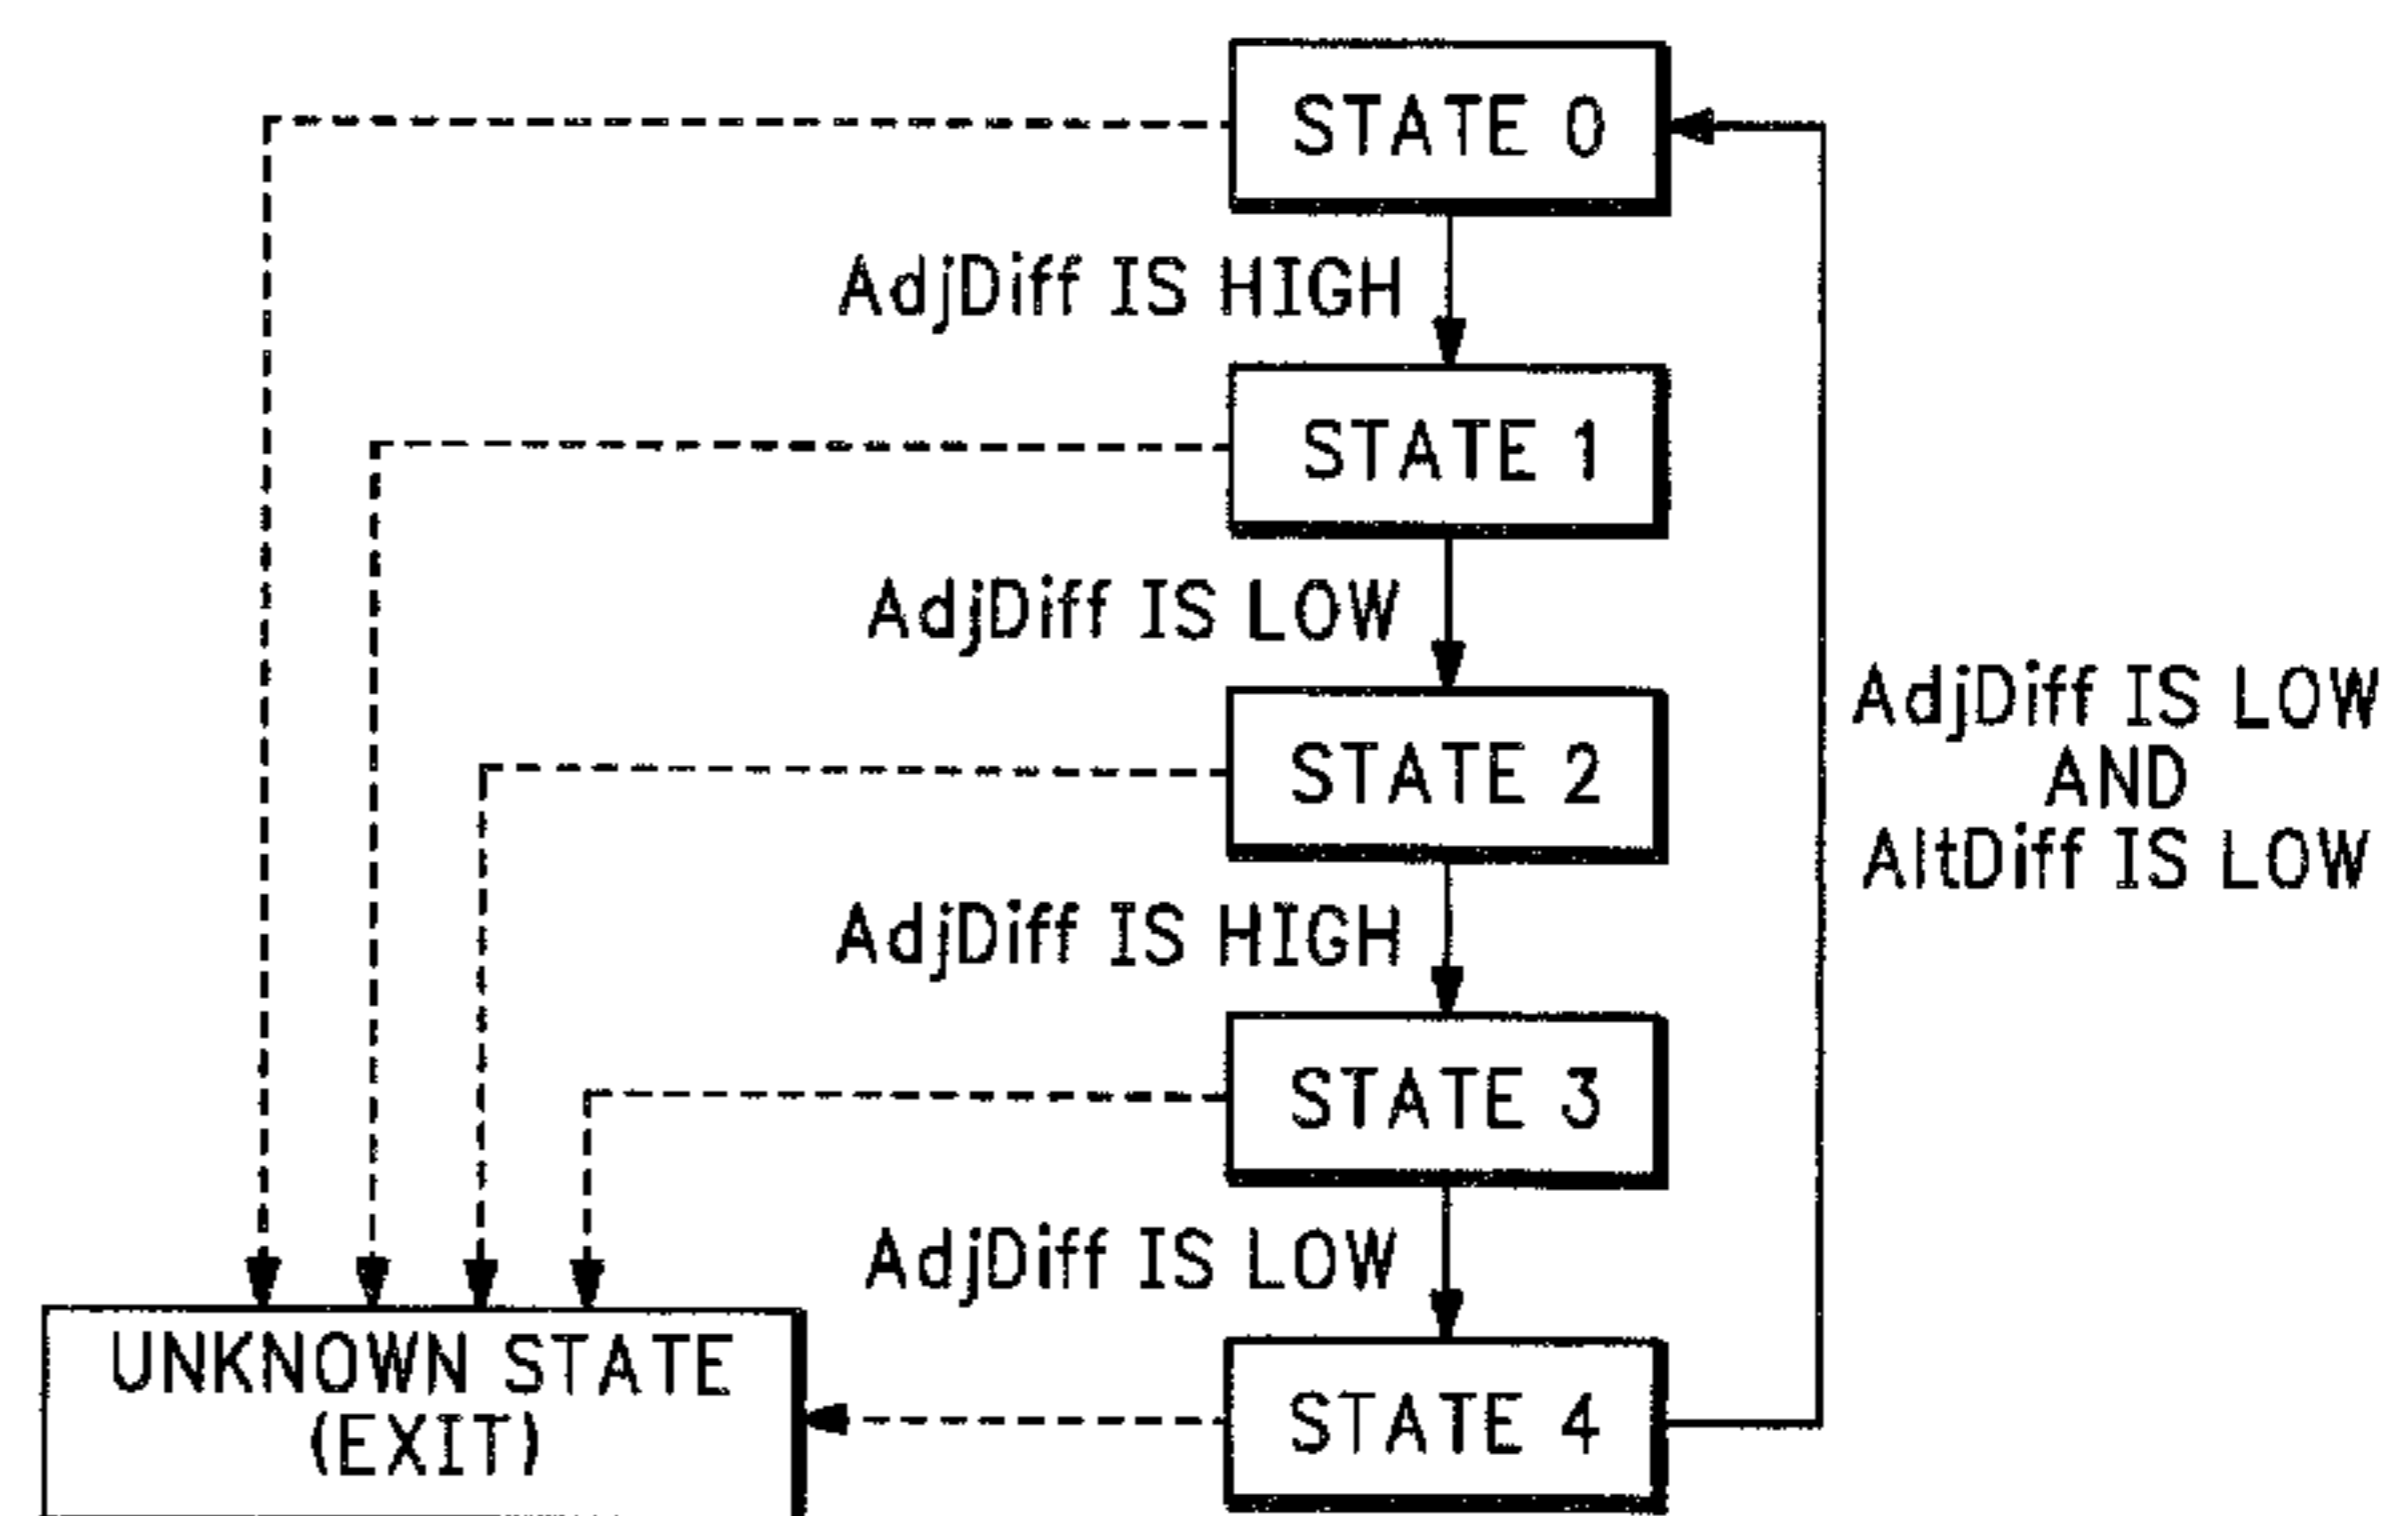 STATE 0
AdjDiff IS HIGH
STATE 1
AdjDiff IS LOW
STATE 2
AdjDiff IS LOW
AND
AltDiff IS LOW
AdjDiff IS HIGH
STATE 3
AdjDiff IS LOW
UNKNOWN STATE
(EXIT)
STATE 4